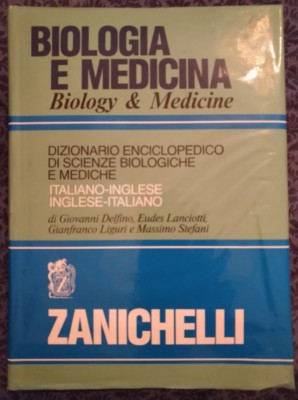 BIOLOGIA
E MEDICINA
Biology & Medicine
DIZIONARIO ENCICLOPEDICO
DI SCIENZE BIOLOGICHE
E MEDICHE
ITALIANO-INGLESE
INGLESE-ITALIANO
di Giovanni Delfino, Eudes Lanciotti,
Gianfranco Liguri e Massimo Stefani
Z
ZANICHELLI